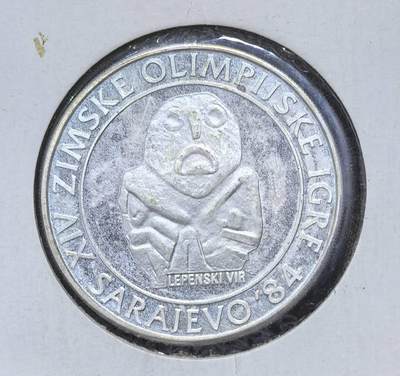 XIV ZIMSKE OLIMPIJSKE IGRE
SARAJEVO '84
LEPENSKI VIR